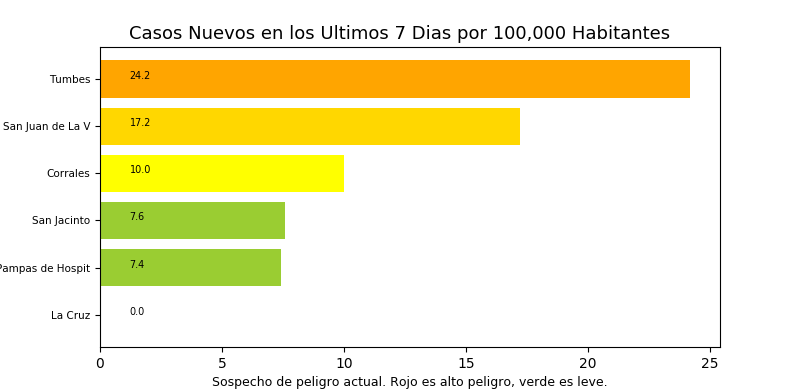 Casos Nuevos en los Ultimos 7 Dias por 100,000 Habitantes
Tumbes 24.2
San Juan de La V 17.2
Corrales 10.0
San Jacinto 7.6
Pampas de Hospit 7.4
La Cruz 0.0
0 5 10 15 20 25
Sospecho de peligro actual. Rojo es alto peligro, verde es leve.